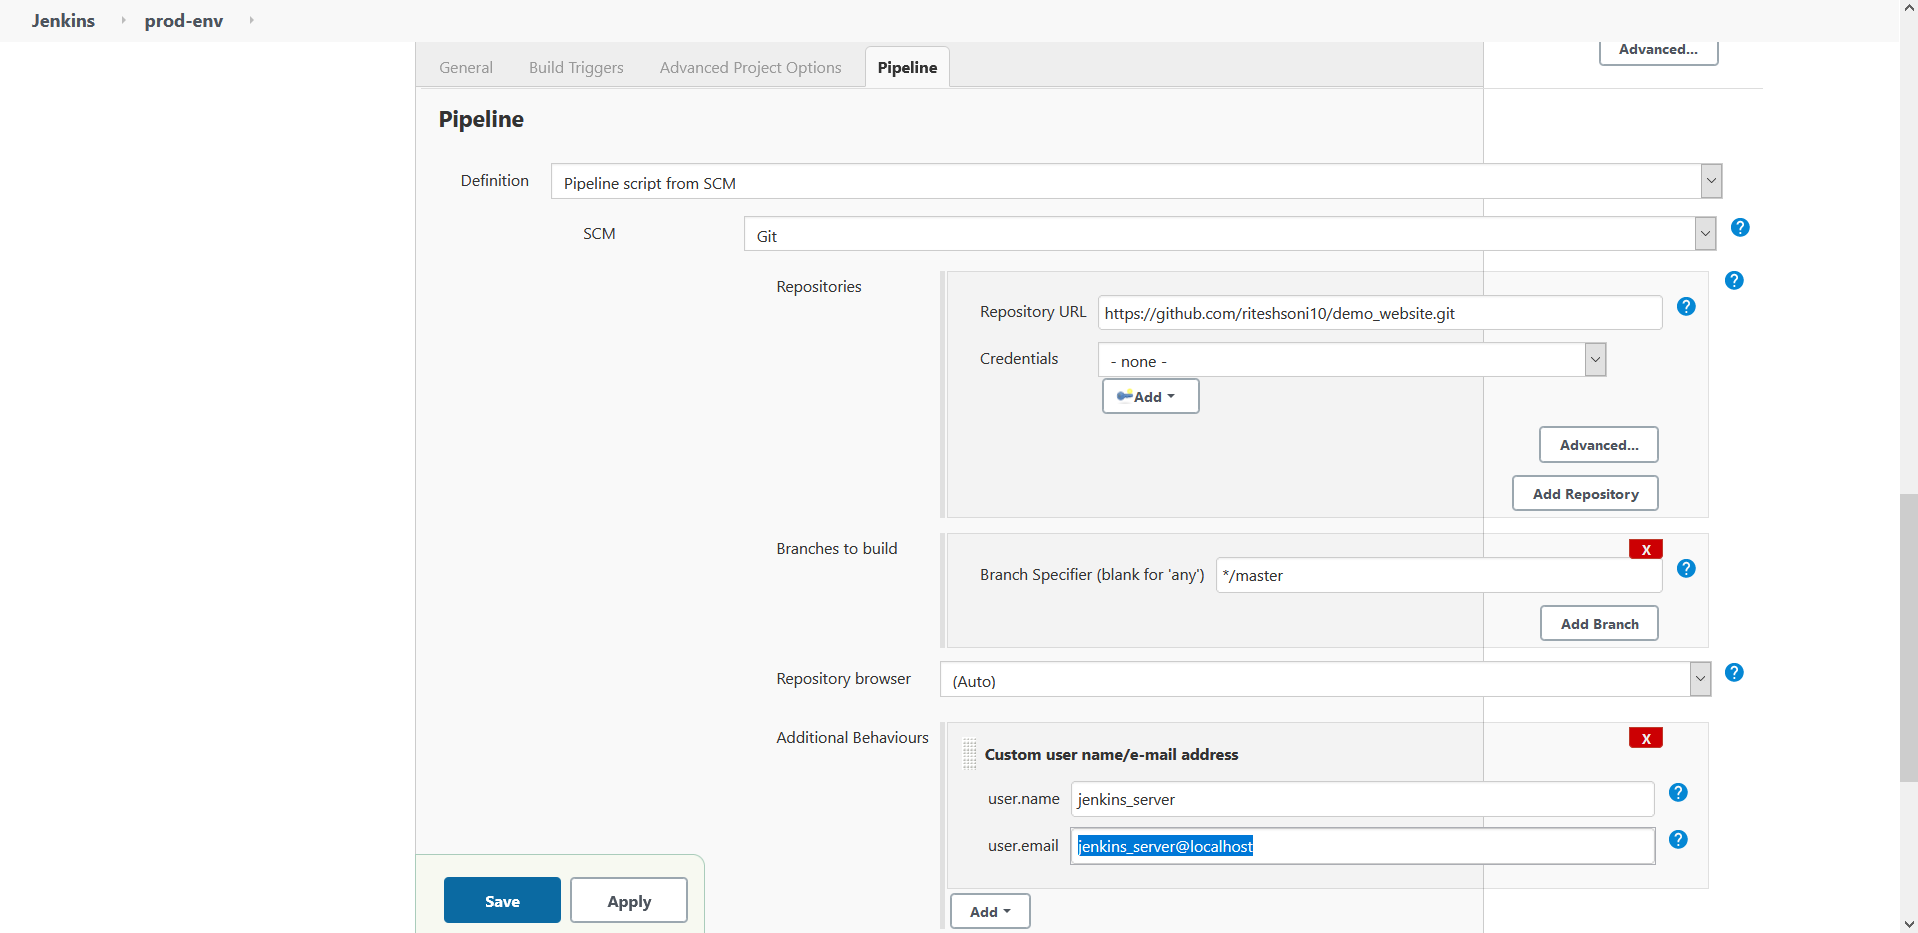 Jenkins prod-env
Advanced...
General Build Triggers Advanced Project Options Pipeline
Pipeline
Definition Pipeline script from SCM
SCM Git ?
Repositories ?
Repository URL https://github.com/riteshsoni10/demo_website.git ?
Credentials - none -
Add
Advanced...
Add Repository
Branches to build X
Branch Specifier (blank for 'any') */master ?
Add Branch
Repository browser (Auto) ?
Additional Behaviours X
Custom user name/e-mail address
user.name jenkins_server ?
user.email jenkins_server@localhost ?
Save Apply
Add